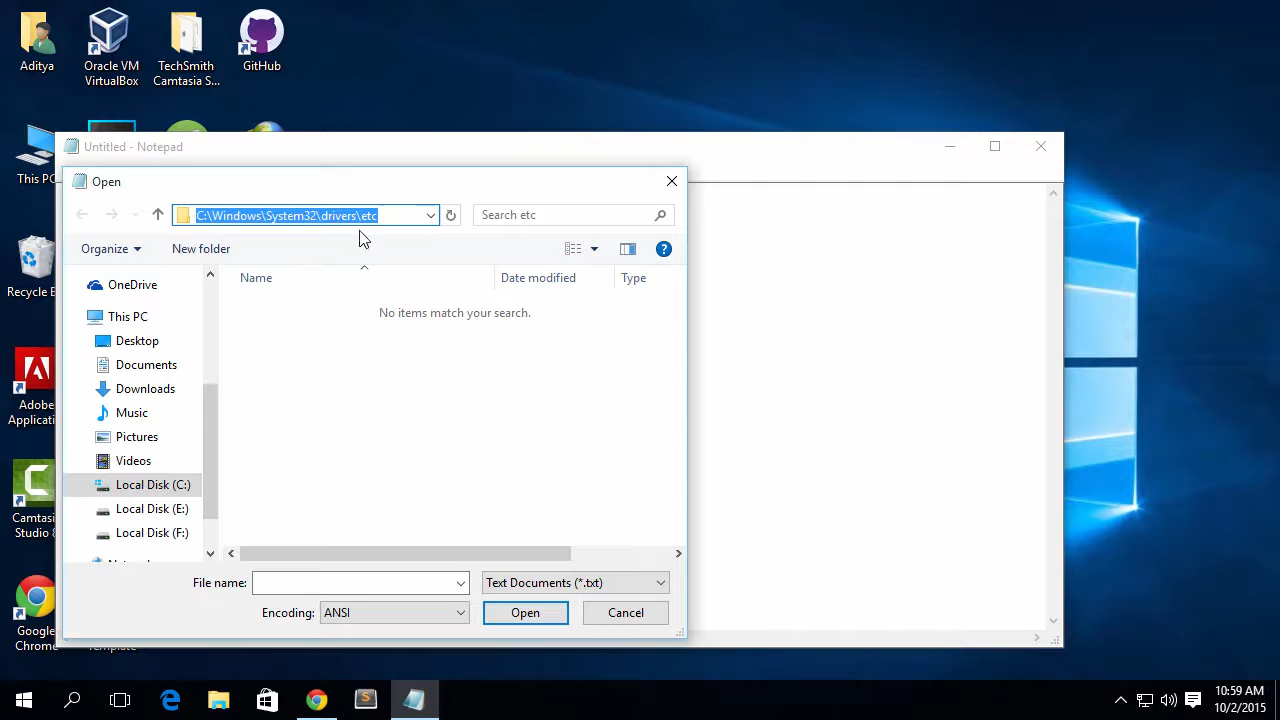 Aditya
Oracle VM
VirtualBox
TechSmith
Camtasia S...
GitHub
This PC
Untitled - Notepad
Open
C:\Windows\System32\drivers\etc
Search etc
Organize
New folder
Name
Date modified
Type
No items match your search.
OneDrive
This PC
Desktop
Documents
Downloads
Music
Pictures
Videos
Local Disk (C:)
Local Disk (E:)
Local Disk (F:)
File name:
Text Documents (*.txt)
Encoding:
ANSI
Open
Cancel
Recycle B
Adobe
Applicati
Camtas
Studio 8
Google
Chrome
Template
10:59 AM
10/2/2015